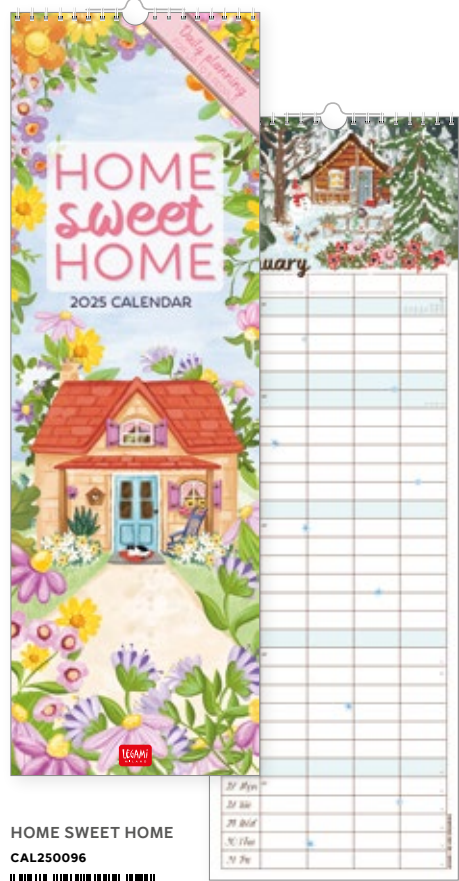 Daily planning
HOME
sweet
HOME
2025 CALENDAR
LEGAMI
MILANO
uary
27 Mon
28 Tue
29 Wed
30 Thu
31 Fri
HOME SWEET HOME
CAL250096